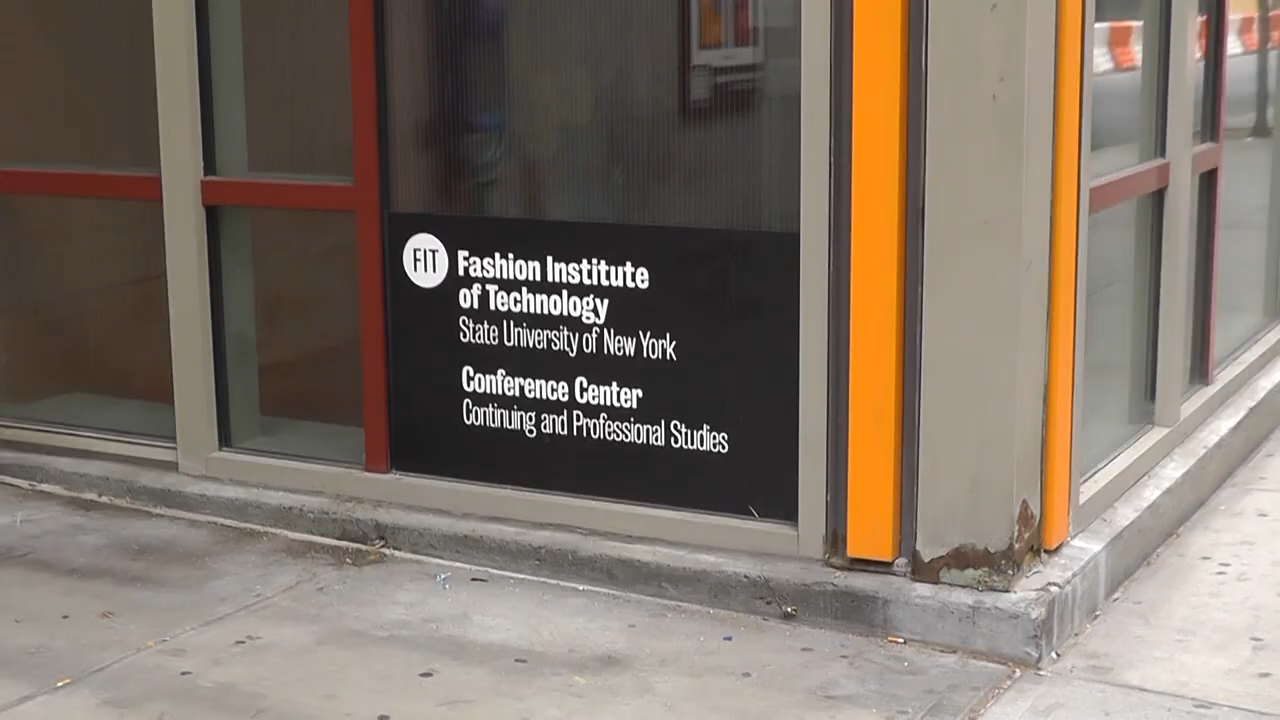 FIT
Fashion Institute
of Technology
State University of New York
Conference Center
Continuing and Professional Studies